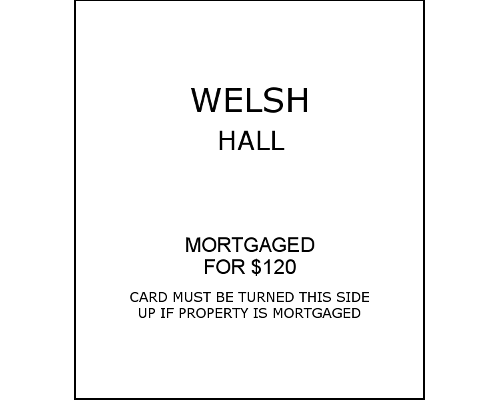 WELSH
HALL
MORTGAGED
FOR $120
CARD MUST BE TURNED THIS SIDE
UP IF PROPERTY IS MORTGAGED